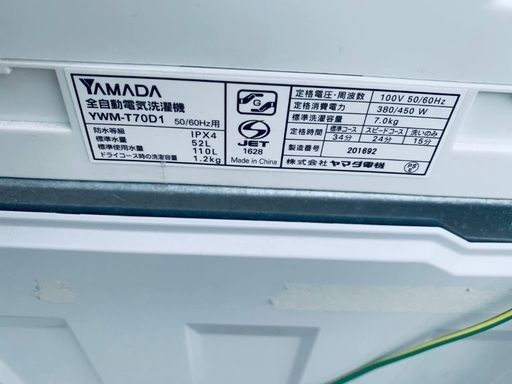 YAMADA
全自動電気洗濯機
YWM-T70D1 50/60Hz用
防水等級 IPX4
標準水量 52L
標準使用水量 110L
ドライコース時の洗濯容量 1.2kg
G
JET
1628
Made in China
定格電圧・周波数 100V 50/60Hz
定格消費電力 380/450 W
標準洗濯容量 7.0kg
目安時間 標準コース スピードコース 洗いのみ
34分 24分 15分
製造番号 201692
株式会社 ヤマダ電機
PS
E